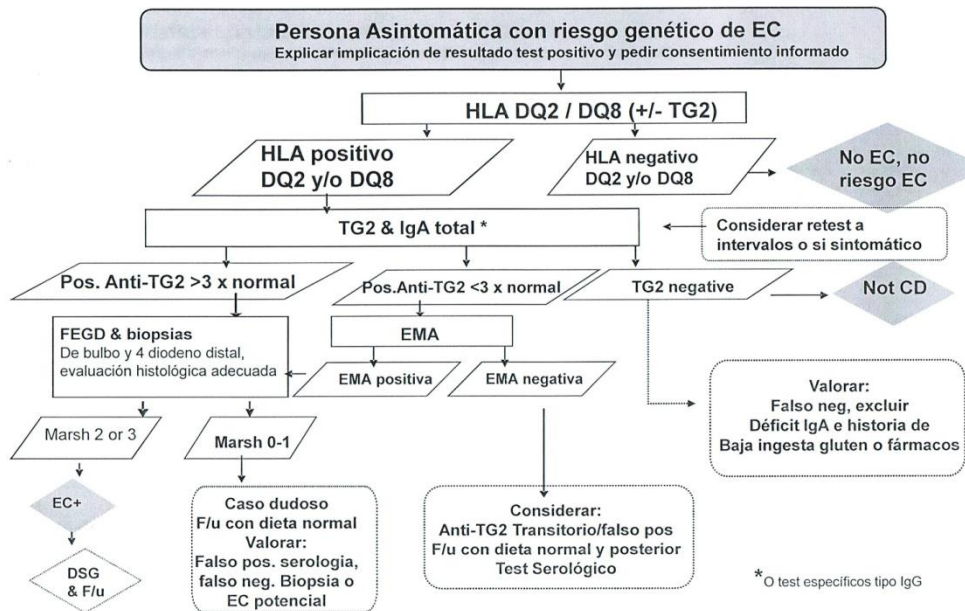 Persona Asintomática con riesgo genético de EC
Explicar implicación de resultado test positivo y pedir consentimiento informado
HLA DQ2 / DQ8 (+/- TG2)
HLA positivo
DQ2 y/o DQ8
HLA negativo
DQ2 y/o DQ8
No EC, no
riesgo EC
TG2 & IgA total *
Considerar retest a
intervalos o si sintomático
Pos. Anti-TG2 >3 x normal
Pos.Anti-TG2 <3 x normal
TG2 negative
Not CD
FEGD & biopsias
De bulbo y 4 diodeno distal,
evaluación histológica adecuada
EMA
EMA positiva
EMA negativa
Valorar:
Falso neg, excluir
Déficit IgA e historia de
Baja ingesta gluten o fármacos
Marsh 2 or 3
Marsh 0-1
EC+
DSG
& F/u
Caso dudoso
F/u con dieta normal
Valorar:
Falso pos. serología,
falso neg. Biopsia o
EC potencial
Considerar:
Anti-TG2 Transitorio/falso pos
F/u con dieta normal y posterior
Test Serológico
*O test específicos tipo IgG